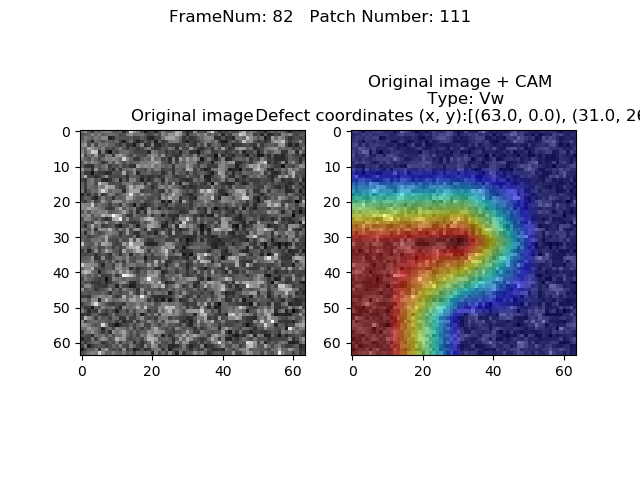 FrameNum: 82   Patch Number: 111
Original image + CAM
Type: Vw
Original image
Defect coordinates (x, y):[(63.0, 0.0), (31.0, 26
0
10
20
30
40
50
60
0 20 40 60
0
10
20
30
40
50
60
0 20 40 60